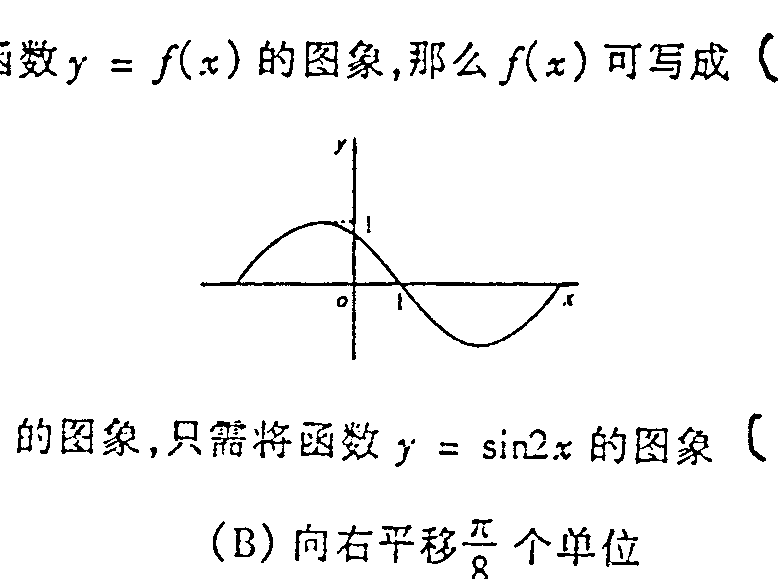 函数 y = f(x) 的图象,那么 f(x) 可写成 (
y
1
o
1
x
的图象,只需将函数 y = sin2x 的图象 (
(B) 向右平移 π/8 个单位